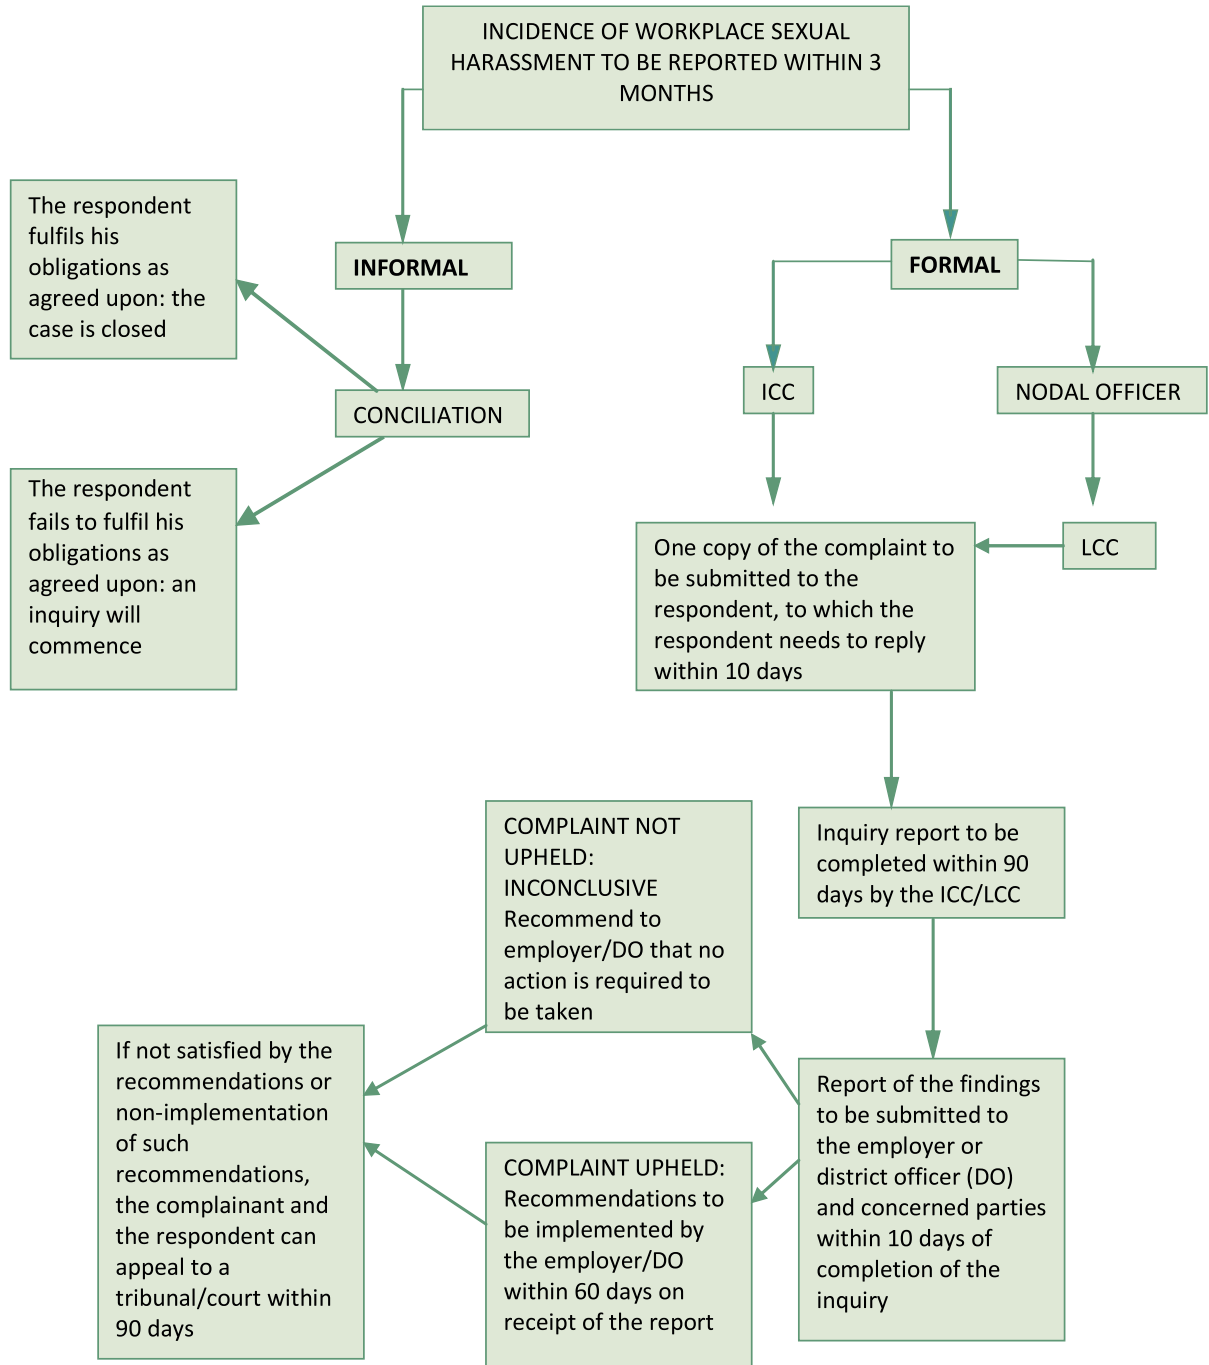 INCIDENCE OF WORKPLACE SEXUAL
HARASSMENT TO BE REPORTED WITHIN 3
MONTHS
The respondent
fulfils his
obligations as
agreed upon: the
case is closed
INFORMAL
FORMAL
CONCILIATION
ICC
NODAL OFFICER
The respondent
fails to fulfil his
obligations as
agreed upon: an
inquiry will
commence
One copy of the complaint to
be submitted to the
respondent, to which the
respondent needs to reply
within 10 days
LCC
Inquiry report to be
completed within 90
days by the ICC/LCC
COMPLAINT NOT
UPHELD:
INCONCLUSIVE
Recommend to
employer/DO that no
action is required to
be taken
Report of the findings
to be submitted to
the employer or
district officer (DO)
and concerned parties
within 10 days of
completion of the
inquiry
COMPLAINT UPHELD:
Recommendations to
be implemented by
the employer/DO
within 60 days on
receipt of the report
If not satisfied by the
recommendations or
non-implementation
of such
recommendations,
the complainant and
the respondent can
appeal to a
tribunal/court within
90 days